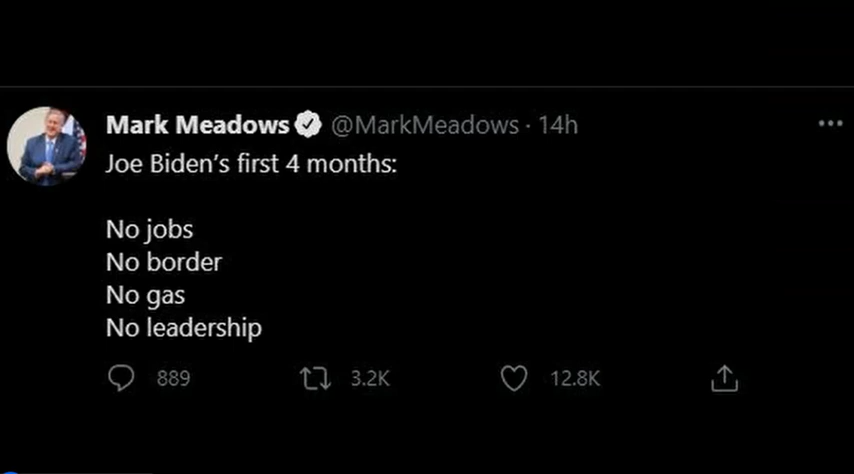 Mark Meadows @MarkMeadows · 14h
Joe Biden's first 4 months:
No jobs
No border
No gas
No leadership
889 3.2K 12.8K